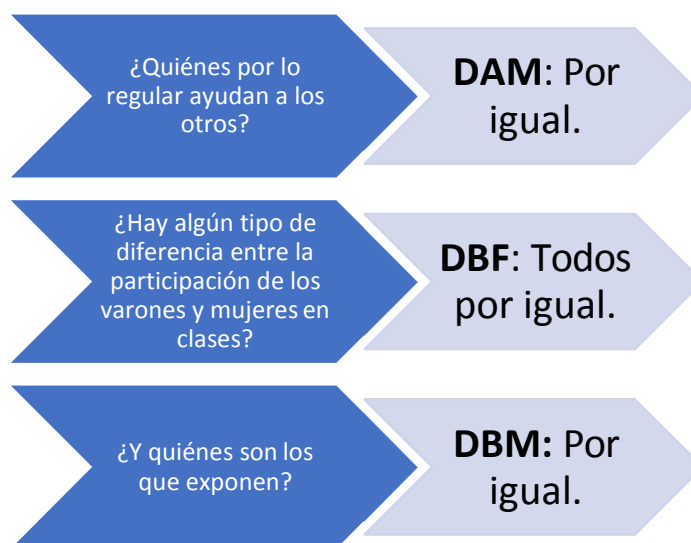 ¿Quiénes por lo
regular ayudan a los
otros?
DAM: Por
igual.
¿Hay algún tipo de
diferencia entre la
participación de los
varones y mujeres en
clases?
DBF: Todos
por igual.
¿Y quiénes son los
que exponen?
DBM: Por
igual.